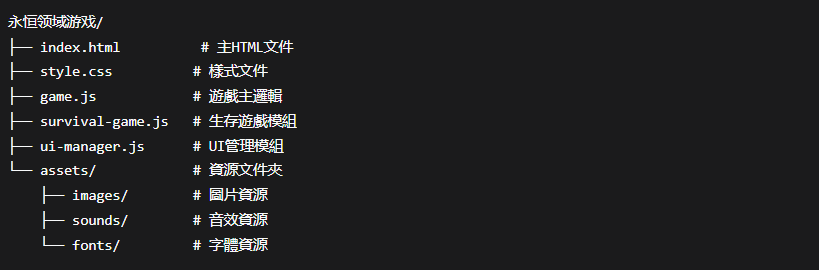 永恒领域游戏/
├── index.html          # 主HTML文件
├── style.css          # 樣式文件
├── game.js            # 遊戲主邏輯
├── survival-game.js   # 生存遊戲模組
├── ui-manager.js      # UI管理模組
└── assets/            # 資源文件夾
    ├── images/        # 圖片資源
    ├── sounds/        # 音效資源
    └── fonts/         # 字體資源